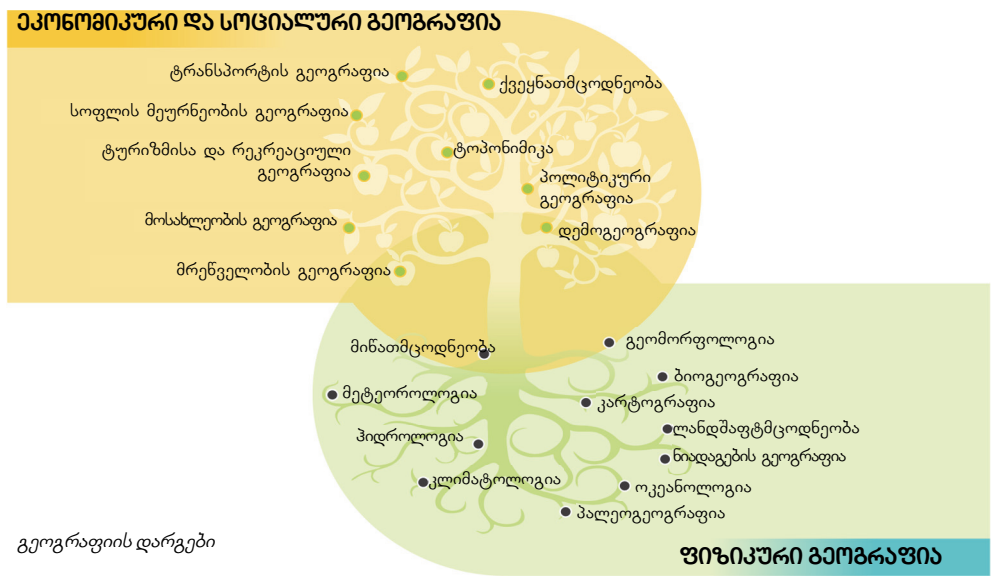 ეკონომიკური და სოციალური გეოგრაფია
ტრანსპორტის გეოგრაფია
ქვეყნათმცოდნეობა
სოფლის მეურნეობის გეოგრაფია
ტურიზმისა და რეკრეაციული
გეოგრაფია
ტოპონიმიკა
პოლიტიკური
გეოგრაფია
მოსახლეობის გეოგრაფია
დემოგეოგრაფია
მრეწველობის გეოგრაფია
მიწათმცოდნეობა
გეომორფოლოგია
ბიოგეოგრაფია
მეტეოროლოგია
კარტოგრაფია
ლანდშაფტმცოდნეობა
ჰიდროლოგია
ნიადაგების გეოგრაფია
კლიმატოლოგია
ოკეანოლოგია
პალეოგეოგრაფია
გეოგრაფიის დარგები
ფიზიკური გეოგრაფია